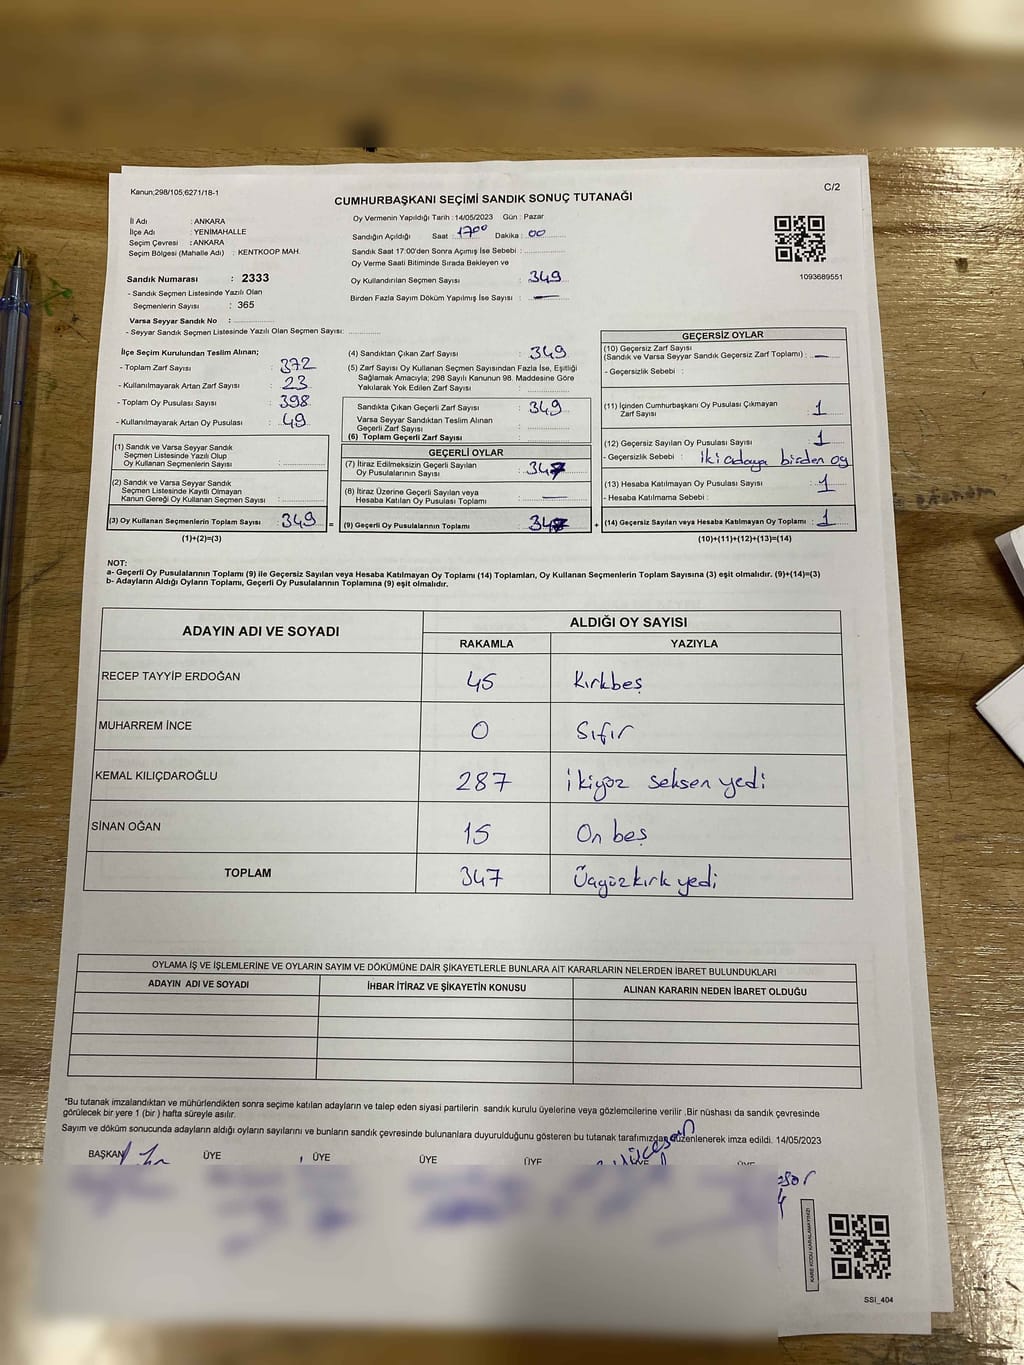 Kanun;298/105,6271/18-1
C/2
CUMHURBAŞKANI SEÇİMİ SANDIK SONUÇ TUTANAĞI
İl Adı : ANKARA
İlçe Adı : YENİMAHALLE
Seçim Çevresi : ANKARA
Seçim Bölgesi (Mahalle Adı) : KENTKOOP MAH.
Sandık Numarası : 2333
- Sandık Seçmen Listesinde Yazılı Olan
Seçmenlerin Sayısı : 365
Varsa Seyyar Sandık No :
- Seyyar Sandık Seçmen Listesinde Yazılı Olan Seçmen Sayısı:
Oy Vermenin Yapıldığı Tarih : 14/05/2023 Gün : Pazar
Sandığın Açıldığı Saat : 1700 Dakika : 00
Sandık Saat 17:00'den Sonra Açımış İse Sebebi :
Oy Verme Saati Bitiminde Sırada Bekleyen ve
Oy Kullandırılan Seçmen Sayısı : 349
Birden Fazla Sayım Döküm Yapılmış İse Sayısı : —
1093689551
İlçe Seçim Kurulundan Teslim Alınan;
- Toplam Zarf Sayısı : 372
- Kullanılmayarak Artan Zarf Sayısı : 23
- Toplam Oy Pusulası Sayısı : 398
- Kullanılmayarak Artan Oy Pusulası : 49
(1) Sandık ve Varsa Seyyar Sandık
Seçmen Listesinde Yazılı Olup
Oy Kullanan Seçmenlerin Sayısı :
(2) Sandık ve Varsa Seyyar Sandık
Seçmen Listesinde Kayıtlı Olmayan
Kanun Gereği Oy Kullanan Seçmen Sayısı :
(3) Oy Kullanan Seçmenlerin Toplam Sayısı : 349 =
(1)+(2)=(3)
(4) Sandıktan Çıkan Zarf Sayısı : 349
(5) Zarf Sayısı Oy Kullanan Seçmen Sayısından Fazla İse, Eşitliği
Sağlamak Amacıyla; 298 Sayılı Kanunun 98. Maddesine Göre
Yakılarak Yok Edilen Zarf Sayısı :
Sandıkta Çıkan Geçerli Zarf Sayısı : 349
Varsa Seyyar Sandıktan Teslim Alınan
Geçerli Zarf Sayısı :
(6) Toplam Geçerli Zarf Sayısı :
GEÇERLİ OYLAR
(7) İtiraz Edilmeksizin Geçerli Sayılan
Oy Pusulalarının Sayısı : 347
(8) İtiraz Üzerine Geçerli Sayılan veya
Hesaba Katılan Oy Pusulası Toplamı : —
(9) Geçerli Oy Pusulalarının Toplamı : 347 +
GEÇERSİZ OYLAR
(10) Geçersiz Zarf Sayısı
(Sandık ve Varsa Seyyar Sandık Geçersiz Zarf Toplamı) : —
- Geçersizlik Sebebi :
(11) İçinden Cumhurbaşkanı Oy Pusulası Çıkmayan
Zarf Sayısı : 1
(12) Geçersiz Sayılan Oy Pusulası Sayısı : 1
- Geçersizlik Sebebi : iki adaya birden oy
(13) Hesaba Katılmayan Oy Pusulası Sayısı : 1
- Hesaba Katılmama Sebebi :
(14) Geçersiz Sayılan veya Hesaba Katılmayan Oy Toplamı : 1
(10)+(11)+(12)+(13)=(14)
NOT:
a- Geçerli Oy Pusulalarının Toplamı (9) ile Geçersiz Sayılan veya Hesaba Katılmayan Oy Toplamı (14) Toplamları, Oy Kullanan Seçmenlerin Toplam Sayısına (3) eşit olmalıdır. (9)+(14)=(3)
b- Adayların Aldığı Oyların Toplamı, Geçerli Oy Pusulalarının Toplamına (9) eşit olmalıdır.
ADAYIN ADI VE SOYADI
ALDIĞI OY SAYISI
RAKAMLA YAZIYLA
RECEP TAYYİP ERDOĞAN 45 Kırkbeş
MUHARREM İNCE 0 Sıfır
KEMAL KILIÇDAROĞLU 287 ikiyüz seksen yedi
SİNAN OĞAN 15 On beş
TOPLAM 347 Üçyüzkırk yedi
OYLAMA İŞ VE İŞLEMLERİNE VE OYLARIN SAYIM VE DÖKÜMÜNE DAİR ŞİKAYETLERLE BUNLARA AİT KARARLARIN NELERDEN İBARET BULUNDUKLARI
ADAYIN ADI VE SOYADI İHBAR İTİRAZ VE ŞİKAYETİN KONUSU ALINAN KARARIN NEDEN İBARET OLDUĞU
*Bu tutanak imzalandıktan ve mühürlendikten sonra seçime katılan adayların ve talep eden siyasi partilerin sandık kurulu üyelerine veya gözlemcilerine verilir .Bir nüshası da sandık çevresinde
görülecek bir yere 1 (bir ) hafta süreyle asılır.
Sayım ve döküm sonucunda adayların aldığı oyların sayılarını ve bunların sandık çevresinde bulunanlara duyurulduğunu gösteren bu tutanak tarafımızdan düzenlenerek imza edildi. 14/05/2023
BAŞKAN ÜYE ÜYE ÜYE ÜYE
KARE KODU KARALAMAYINIZ!
SSİ_404